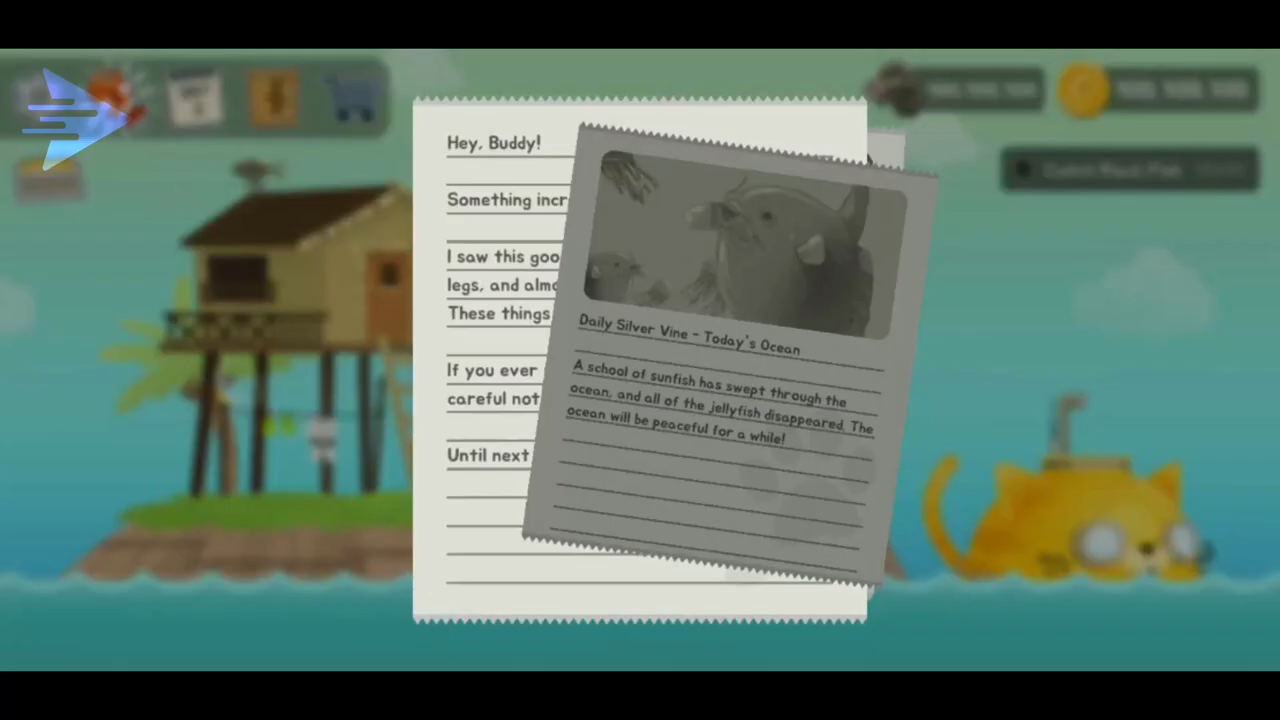 Hey, Buddy!
Something incr
I saw this goo
legs, and almo
These things
If you ever
careful not
Until next
Daily Silver Vine - Today's Ocean
A school of sunfish has swept through the
ocean, and all of the jellyfish disappeared. The
ocean will be peaceful for a while!